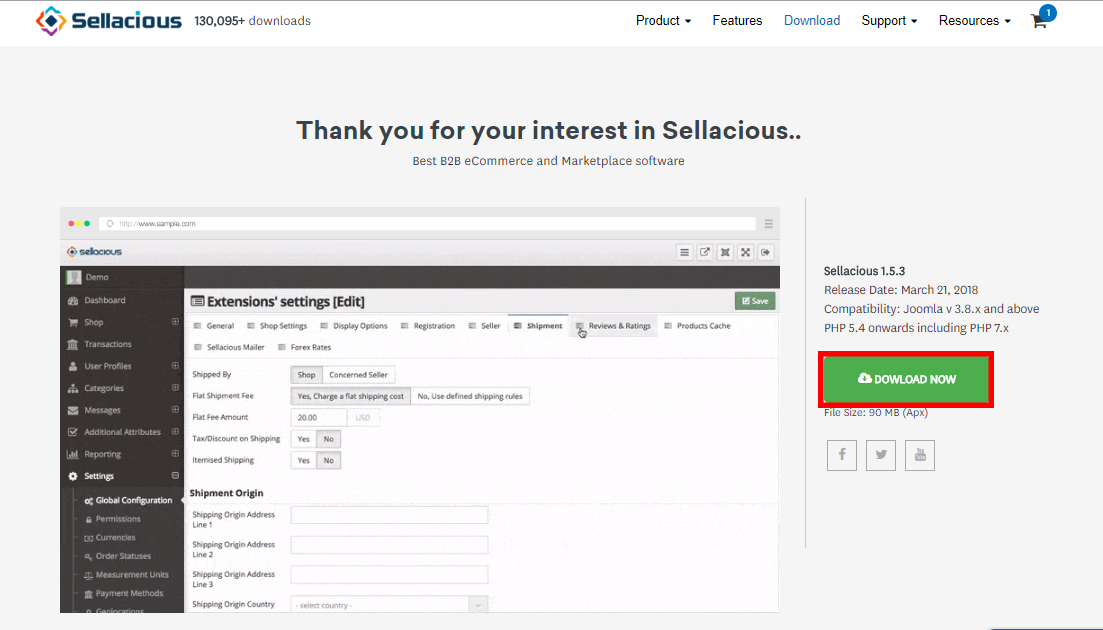 Sellacious 130,095+ downloads Product Features Download Support Resources 1
Thank you for your interest in Sellacious..
Best B2B eCommerce and Marketplace software
http://www.sample.com
sellacious
Demo
Dashboard
Shop
Transactions
User Profiles
Categories
Messages
Additional Attributes
Reporting
Settings
Global Configuration
Permissions
Currencies
Order Statuses
Measurement Units
Payment Methods
Geolocations
Extensions' settings [Edit] Save
General Shop Settings Display Options Registration Seller Shipment Reviews & Ratings Products Cache
Sellacious Mailer Forex Rates
Shipped By Shop Concerned Seller
Flat Shipment Fee Yes, Charge a flat shipping cost No, Use defined shipping rules
Flat Fee Amount 20.00 USD
Tax/Discount on Shipping Yes No
Itemised Shipping Yes No
Shipment Origin
Shipping Origin Address
Line 1
Shipping Origin Address
Line 2
Shipping Origin Address
Line 3
Shipping Origin Country - select country -
Sellacious 1.5.3
Release Date: March 21, 2018
Compatibility: Joomla v 3.8.x and above
PHP 5.4 onwards including PHP 7.x
DOWLOAD NOW
File Size: 90 MB (Apx)